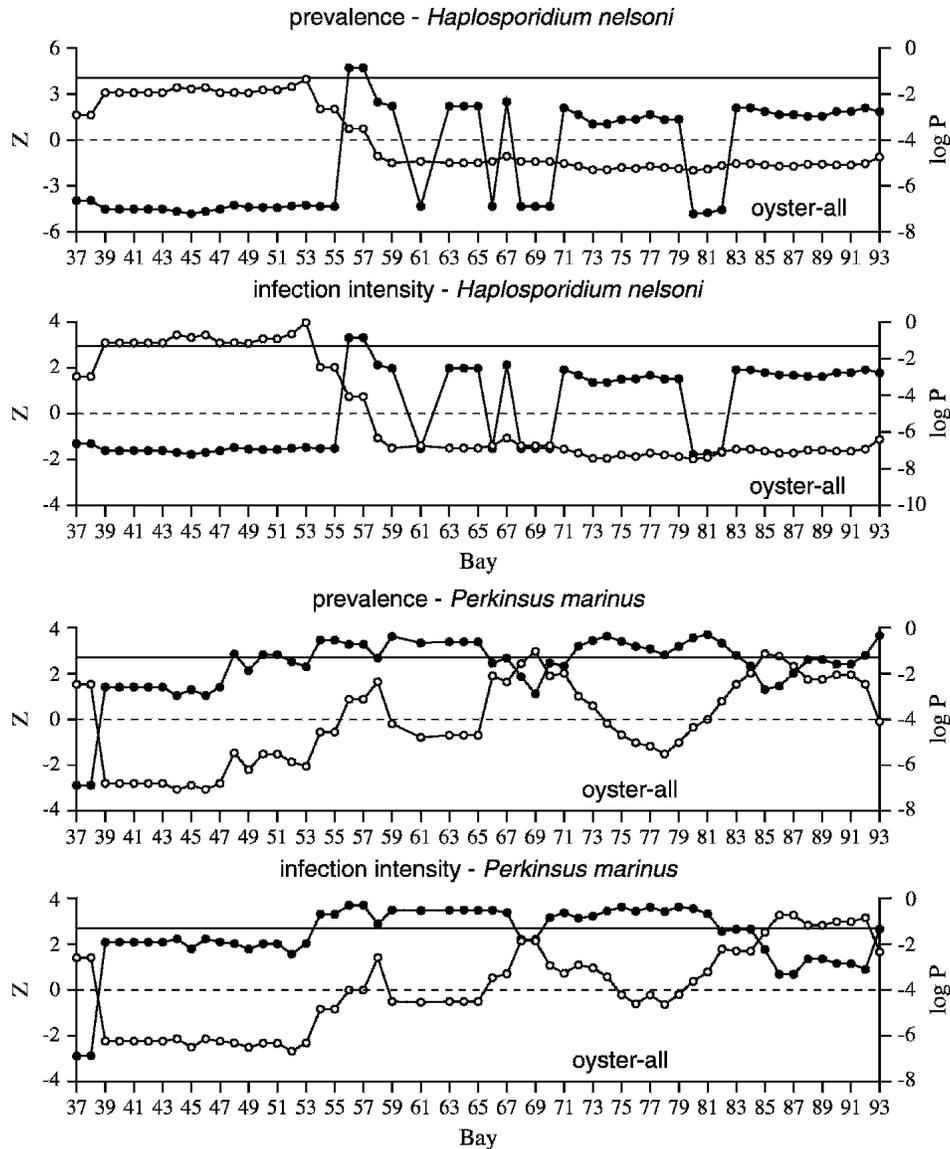 prevalence - Haplosporidium nelsoni
6 0
3 -2
0 -4
-3 -6
-6 -8
Z
log P
oyster-all
37 39 41 43 45 47 49 51 53 55 57 59 61 63 65 67 69 71 73 75 77 79 81 83 85 87 89 91 93
infection intensity - Haplosporidium nelsoni
4 0
2 -2
0 -4
-2 -6
-4 -8
-10
Z
log P
oyster-all
37 39 41 43 45 47 49 51 53 55 57 59 61 63 65 67 69 71 73 75 77 79 81 83 85 87 89 91 93
Bay
prevalence - Perkinsus marinus
4 0
2 -2
0 -4
-2 -6
-4 -8
Z
log P
oyster-all
37 39 41 43 45 47 49 51 53 55 57 59 61 63 65 67 69 71 73 75 77 79 81 83 85 87 89 91 93
infection intensity - Perkinsus marinus
4 0
2 -2
0 -4
-2 -6
-4 -8
Z
log P
oyster-all
37 39 41 43 45 47 49 51 53 55 57 59 61 63 65 67 69 71 73 75 77 79 81 83 85 87 89 91 93
Bay